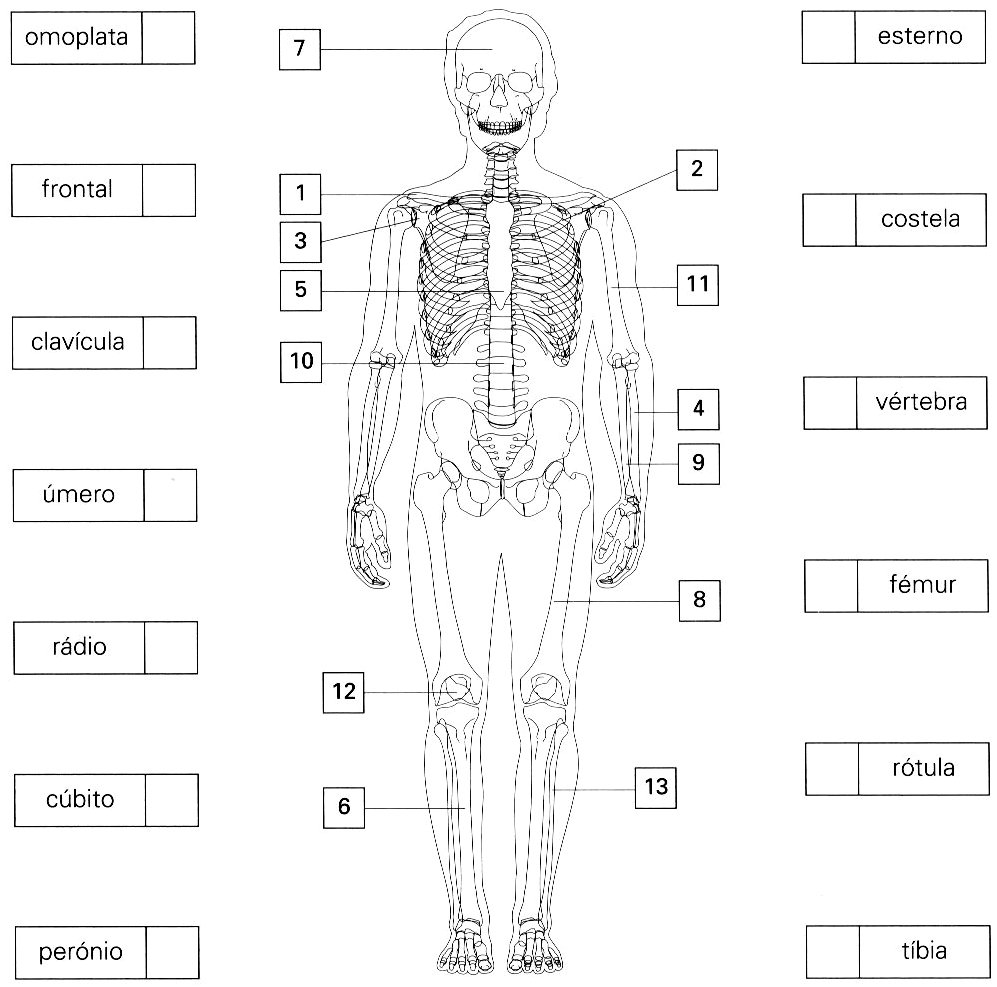 omoplata
frontal
clavícula
úmero
rádio
cúbito
perónio
7
1
3
5
10
12
6
2
11
4
9
8
13
esterno
costela
vértebra
fémur
rótula
tíbia